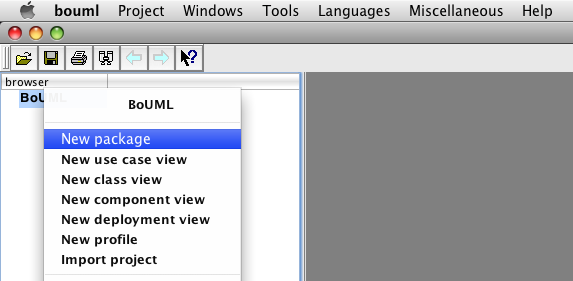 bouml Project Windows Tools Languages Miscellaneous Help
browser
BoUML
BoUML
New package
New use case view
New class view
New component view
New deployment view
New profile
Import project